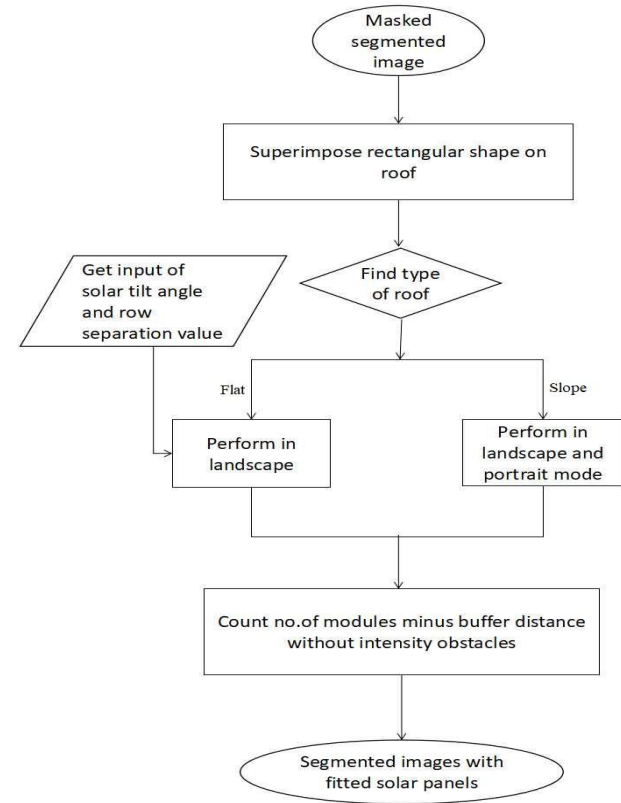 Masked
segmented
image
Superimpose rectangular shape on
roof
Get input of
solar tilt angle
and row
separation value
Find type
of roof
Flat
Slope
Perform in
landscape
Perform in
landscape and
portrait mode
Count no.of modules minus buffer distance
without intensity obstacles
Segmented images with
fitted solar panels